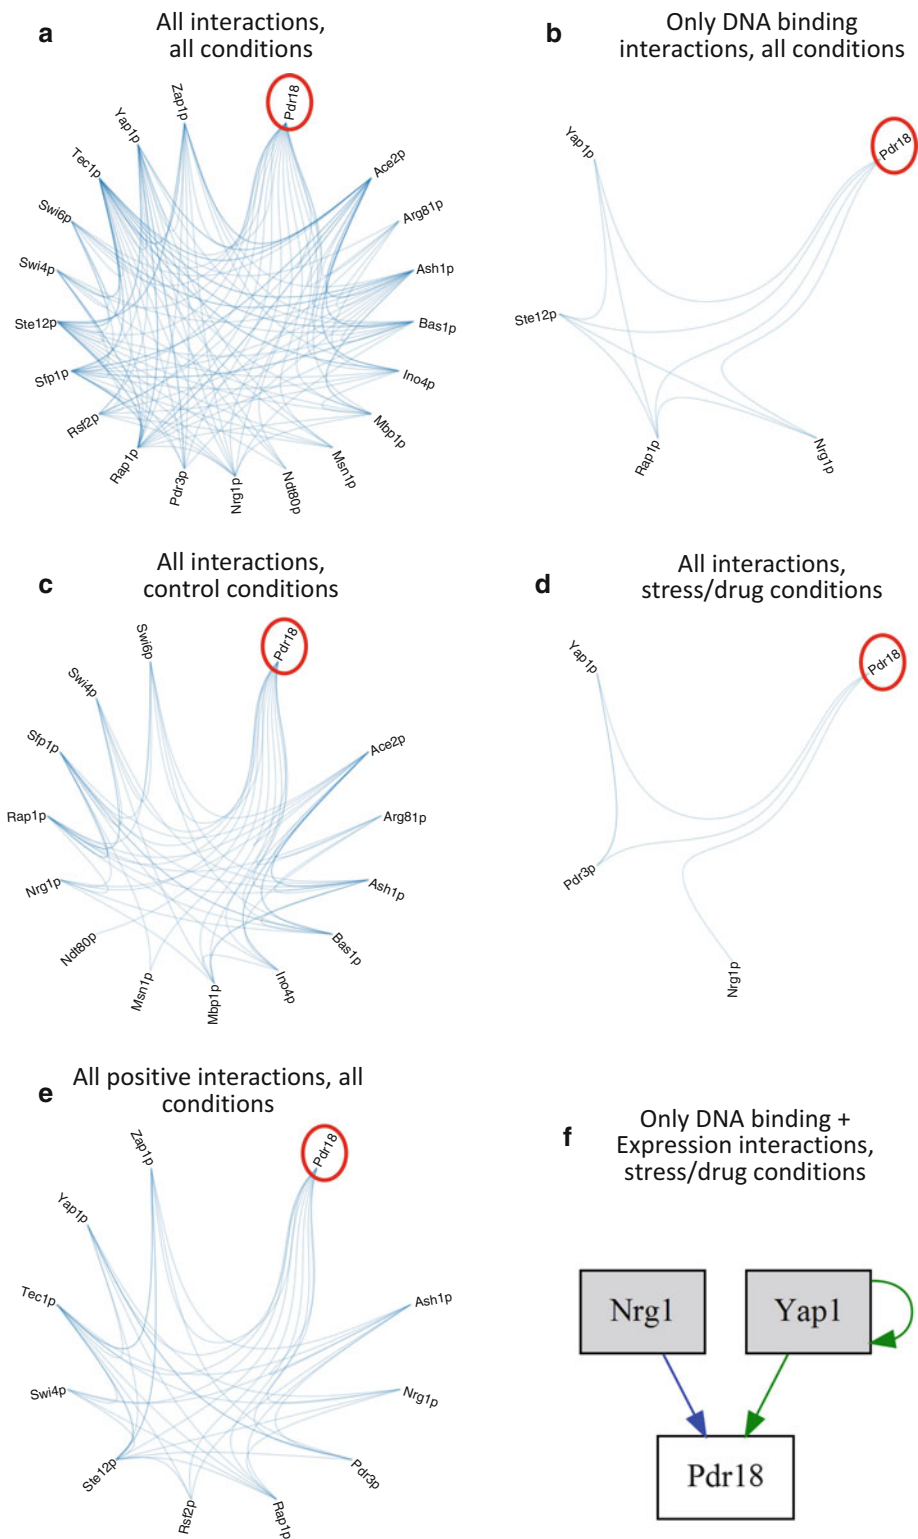 a
All interactions,
all conditions
Zap1p
Pdr18
Yap1p
Ace2p
Tec1p
Arg81p
Swi6p
Ash1p
Swi4p
Bas1p
Ste12p
Ino4p
Sfp1p
Mbp1p
Rsf2p
Msn1p
Rap1p
Ndt80p
Pdr3p
Nrg1p
b
Only DNA binding
interactions, all conditions
Yap1p
Pdr18
Ste12p
Rap1p
Nrg1p
c
All interactions,
control conditions
Swi6p
Pdr18
Swi4p
Ace2p
Sfp1p
Arg81p
Rap1p
Ash1p
Nrg1p
Bas1p
Ndt80p
Ino4p
Msn1p
Mbp1p
d
All interactions,
stress/drug conditions
Yap1p
Pdr18
Pdr3p
Nrg1p
e
All positive interactions, all
conditions
Zap1p
Pdr18
Yap1p
Ash1p
Tec1p
Nrg1p
Swi4p
Pdr3p
Ste12p
Rap1p
Rsf2p
f
Only DNA binding +
Expression interactions,
stress/drug conditions
Nrg1
Yap1
Pdr18